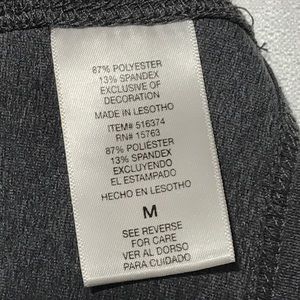 87% POLYESTER
13% SPANDEX
EXCLUSIVE OF
DECORATION
MADE IN LESOTHO
ITEM# 516374
RN# 15763
87% POLIÉSTER
13% SPANDEX
EXCLUYENDO
EL ESTAMPADO
HECHO EN LESOTHO
M
SEE REVERSE
FOR CARE
VER AL DORSO
PARA CUIDADO